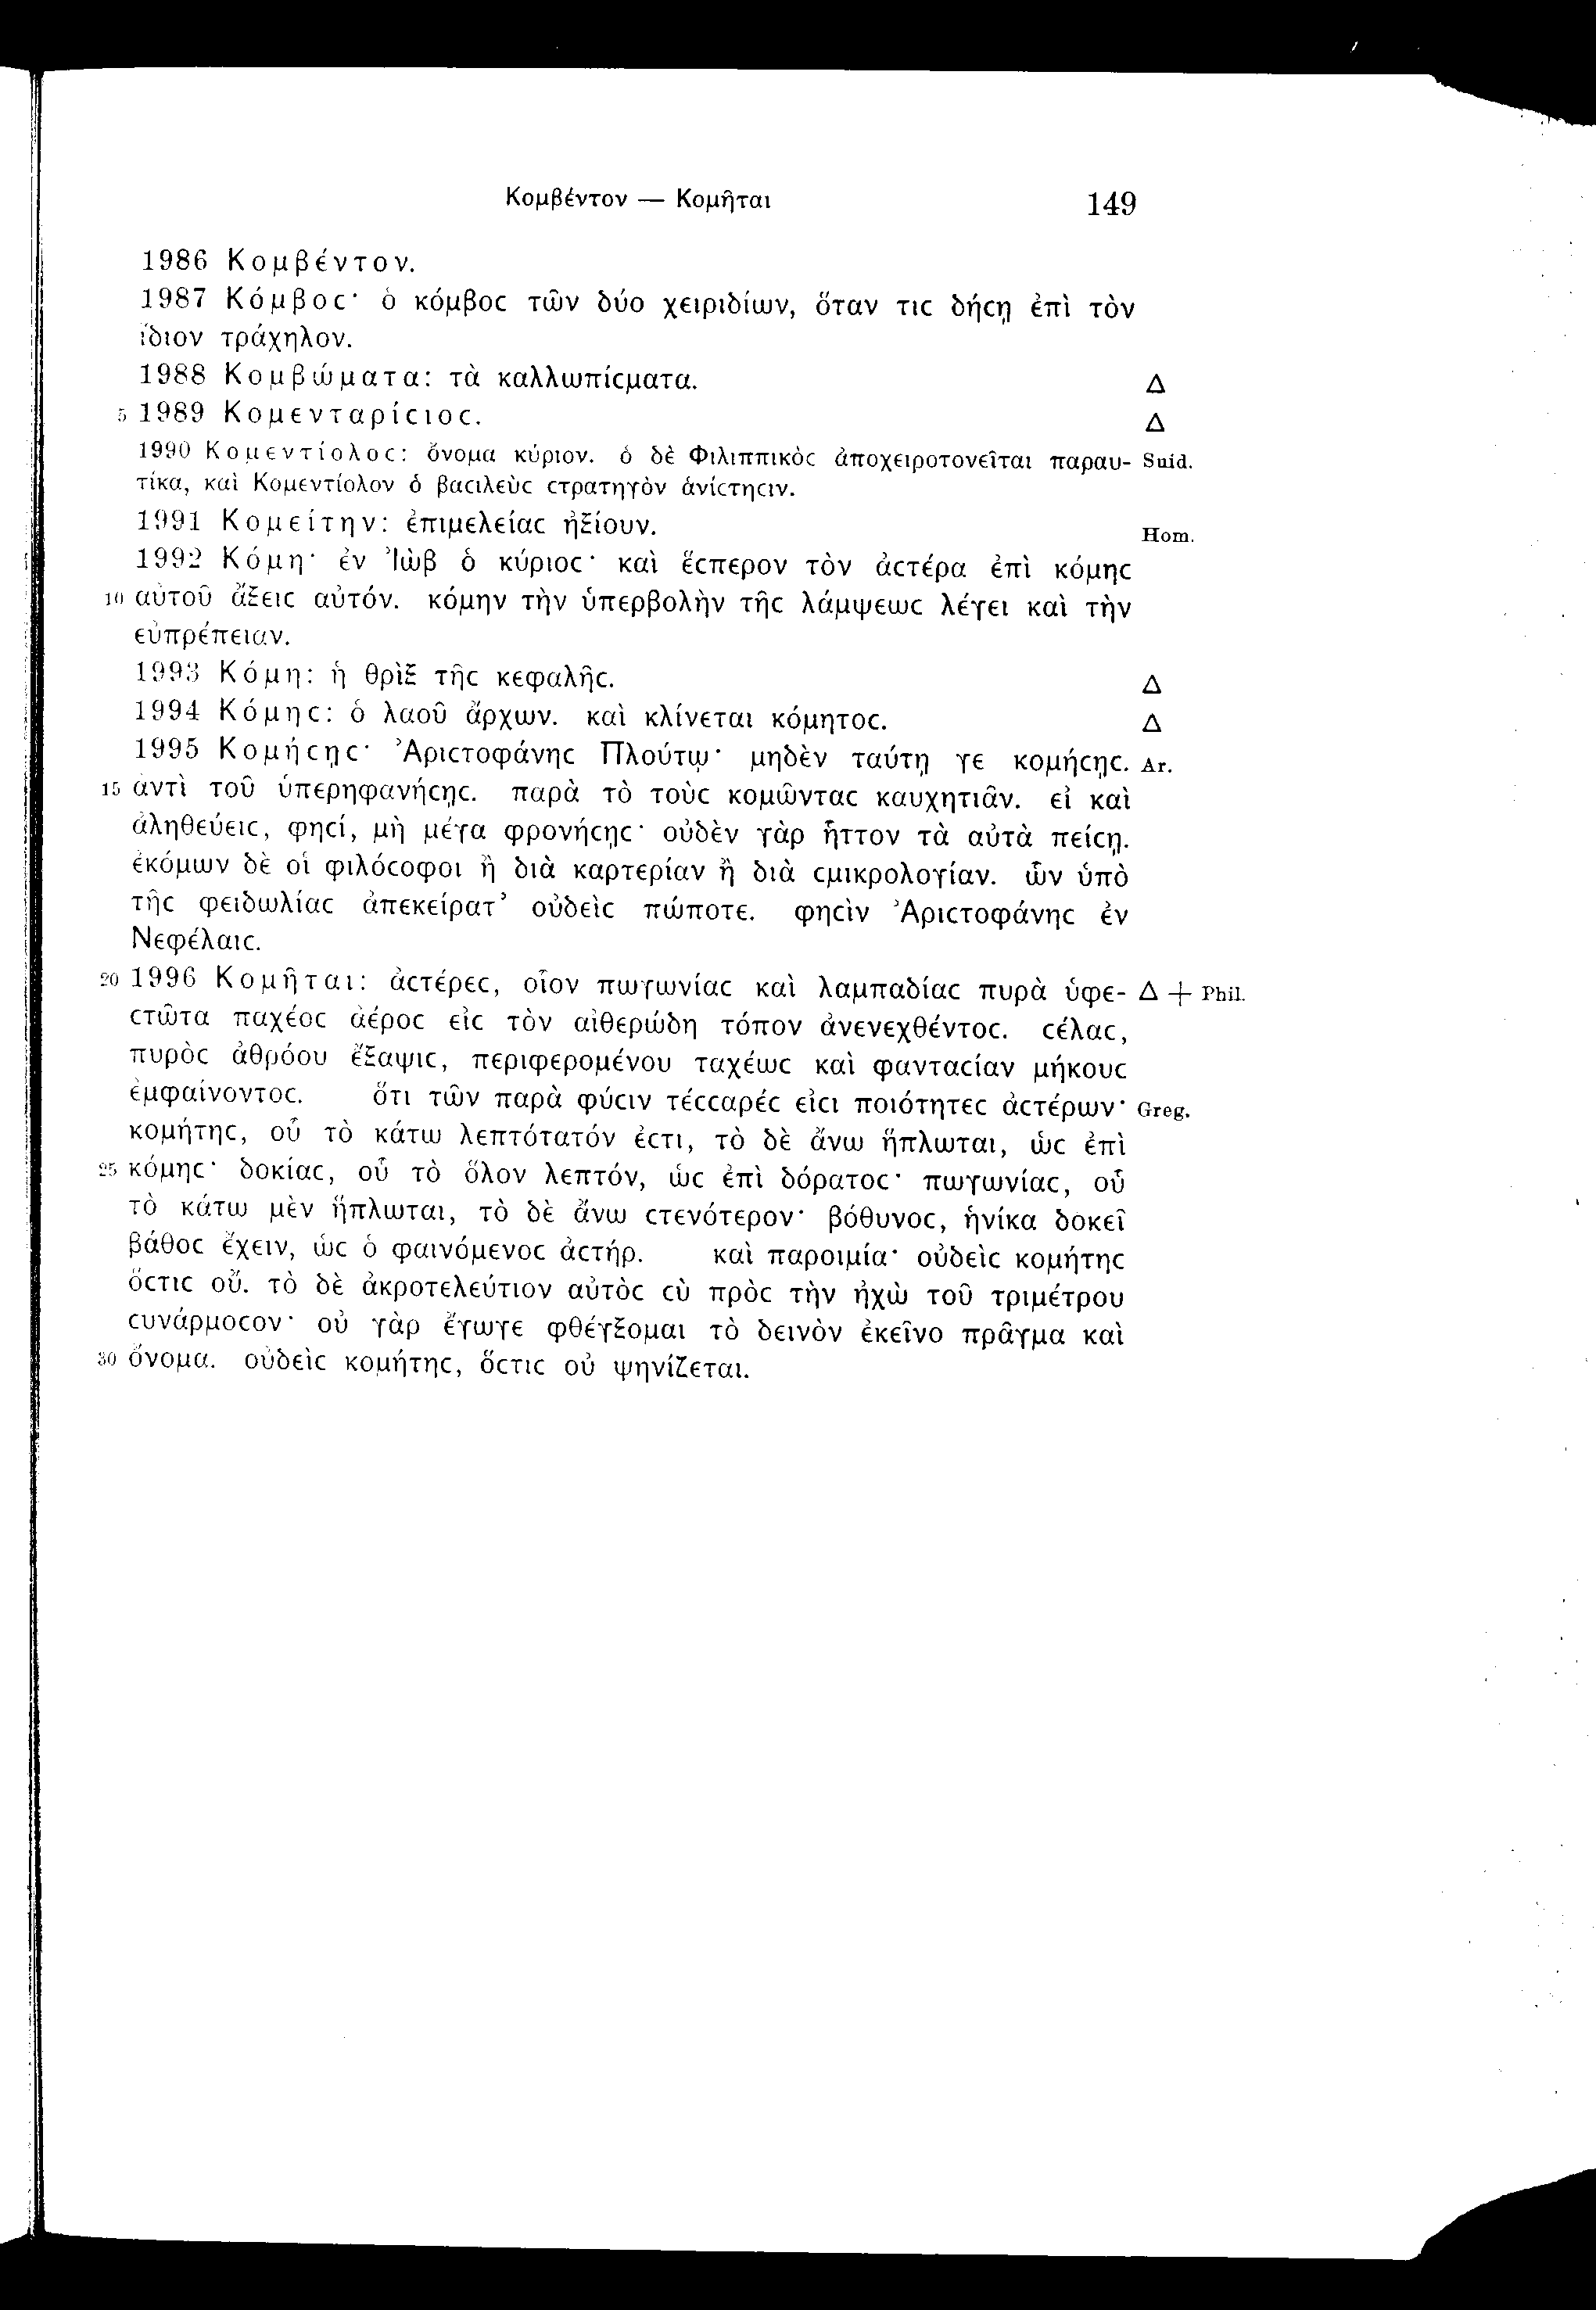 Κομβέντον — Κομῆται 149
1986 Κομβέντον.
1987 Κόμβοϲ· ὁ κόμβοϲ τῶν δύο χειριδίων, ὅταν τιϲ δήϲῃ ἐπὶ τὸν
ἴδιον τράχηλον.
1988 Κομβώματα: τὰ καλλωπίϲματα. Δ
5 1989 Κομενταρίϲιοϲ. Δ
1990 Κομεντίολοϲ: ὄνομα κύριον. ὁ δὲ Φιλιππικὸϲ ἀποχειροτονεῖται παραυ- Suid.
τίκα, καὶ Κομεντίολον ὁ βαϲιλεὺϲ ϲτρατηγὸν ἀνίϲτηϲιν.
1991 Κομείτην: ἐπιμελείαϲ ἠξίουν. Hom.
1992 Κόμη· ἐν Ἰὼβ ὁ κύριοϲ· καὶ ἕϲπερον τὸν ἀϲτέρα ἐπὶ κόμηϲ
10 αὐτοῦ ἄξειϲ αὐτόν. κόμην τὴν ὑπερβολὴν τῆϲ λάμψεωϲ λέγει καὶ τὴν
εὐπρέπειαν.
1993 Κόμη: ἡ θρὶξ τῆϲ κεφαλῆϲ. Δ
1994 Κόμηϲ: ὁ λαοῦ ἄρχων. καὶ κλίνεται κόμητοϲ. Δ
1995 Κομήϲῃϲ· Ἀριϲτοφάνηϲ Πλούτῳ· μηδὲν ταύτῃ γε κομήϲῃϲ. Ar.
15 ἀντὶ τοῦ ὑπερηφανήϲῃϲ. παρὰ τὸ τοὺϲ κομῶνταϲ καυχητιᾶν. εἰ καὶ
ἀληθεύειϲ, φηϲί, μὴ μέγα φρονήϲῃϲ· οὐδὲν γὰρ ἧττον τὰ αὐτὰ πείϲῃ.
ἐκόμων δὲ οἱ φιλόϲοφοι ἢ διὰ καρτερίαν ἢ διὰ ϲμικρολογίαν. ὧν ὑπὸ
τῆϲ φειδωλίαϲ ἀπεκείρατ’ οὐδεὶϲ πώποτε. φηϲὶν Ἀριϲτοφάνηϲ ἐν
Νεφέλαιϲ.
20 1996 Κομῆται: ἀϲτέρεϲ, οἷον πωγωνίαϲ καὶ λαμπαδίαϲ πυρὰ ὑφε- Δ + Phil.
ϲτῶτα παχέοϲ ἀέροϲ εἰϲ τὸν αἰθερώδη τόπον ἀνενεχθέντοϲ. ϲέλαϲ,
πυρὸϲ ἀθρόου ἔξαψιϲ, περιφερομένου ταχέωϲ καὶ φανταϲίαν μήκουϲ
ἐμφαίνοντοϲ. ὅτι τῶν παρὰ φύϲιν τέϲϲαρέϲ εἰϲι ποιότητεϲ ἀϲτέρων· Greg.
κομήτηϲ, οὗ τὸ κάτω λεπτότατόν ἐϲτι, τὸ δὲ ἄνω ἥπλωται, ὡϲ ἐπὶ
25 κόμηϲ· δοκίαϲ, οὗ τὸ ὅλον λεπτόν, ὡϲ ἐπὶ δόρατοϲ· πωγωνίαϲ, οὗ
τὸ κάτω μὲν ἥπλωται, τὸ δὲ ἄνω ϲτενότερον· βόθυνοϲ, ἡνίκα δοκεῖ
βάθοϲ ἔχειν, ὡϲ ὁ φαινόμενοϲ ἀϲτήρ. καὶ παροιμία· οὐδεὶϲ κομήτηϲ
ὅϲτιϲ οὔ. τὸ δὲ ἀκροτελεύτιον αὐτὸϲ ϲὺ πρὸϲ τὴν ἠχὼ τοῦ τριμέτρου
ϲυνάρμοϲον· οὐ γὰρ ἔγωγε φθέγξομαι τὸ δεινὸν ἐκεῖνο πρᾶγμα καὶ
30 ὄνομα. οὐδεὶϲ κομήτηϲ, ὅϲτιϲ οὐ ψηνίζεται.